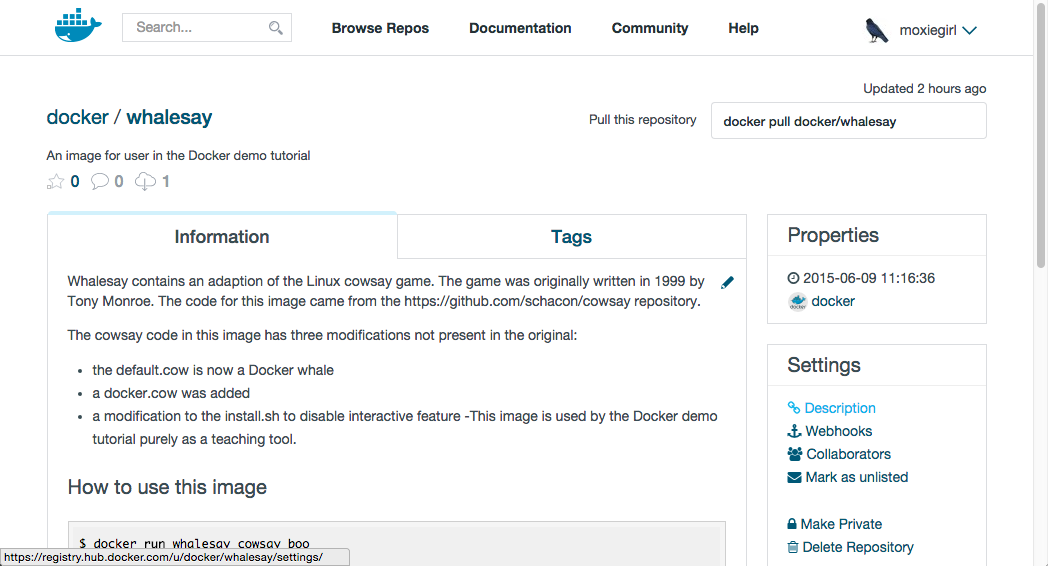 Search...
Browse Repos
Documentation
Community
Help
moxiegirl
Updated 2 hours ago
docker / whalesay
Pull this repository
docker pull docker/whalesay
An image for user in the Docker demo tutorial
0 0 1
Information
Tags
Whalesay contains an adaption of the Linux cowsay game. The game was originally written in 1999 by
Tony Monroe. The code for this image came from the https://github.com/schacon/cowsay repository.
The cowsay code in this image has three modifications not present in the original:
• the default.cow is now a Docker whale
• a docker.cow was added
• a modification to the install.sh to disable interactive feature -This image is used by the Docker demo
tutorial purely as a teaching tool.
How to use this image
$ docker run whalesay cowsay boo
Properties
2015-06-09 11:16:36
docker
Settings
Description
Webhooks
Collaborators
Mark as unlisted
Make Private
Delete Repository
https://registry.hub.docker.com/u/docker/whalesay/settings/